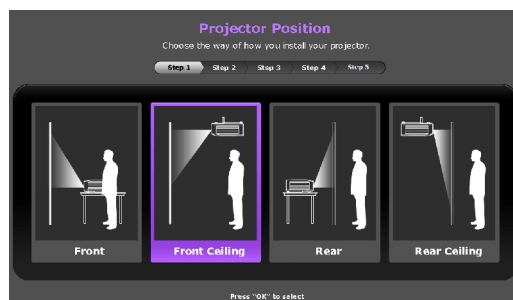 Projector Position
Choose the way of how you install your projector.
Step 1 Step 2 Step 3 Step 4 Step 5
Front Front Ceiling Rear Rear Ceiling
Press "OK" to select